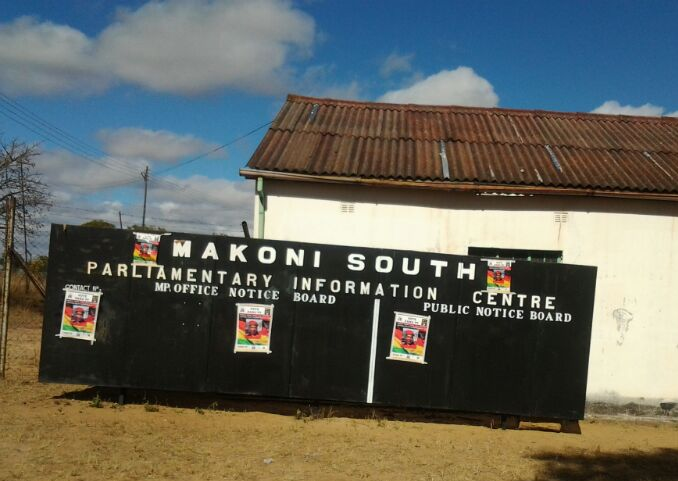 MAKONI SOUTH
PARLIAMENTARY INFORMATION CENTRE
MP. OFFICE NOTICE BOARD
PUBLIC NOTICE BOARD
CONTACT N°